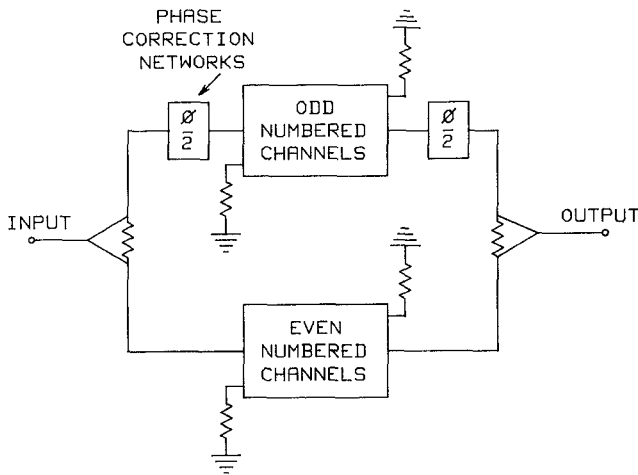 PHASE
CORRECTION
NETWORKS
Ø
2
ODD
NUMBERED
CHANNELS
Ø
2
INPUT
OUTPUT
EVEN
NUMBERED
CHANNELS